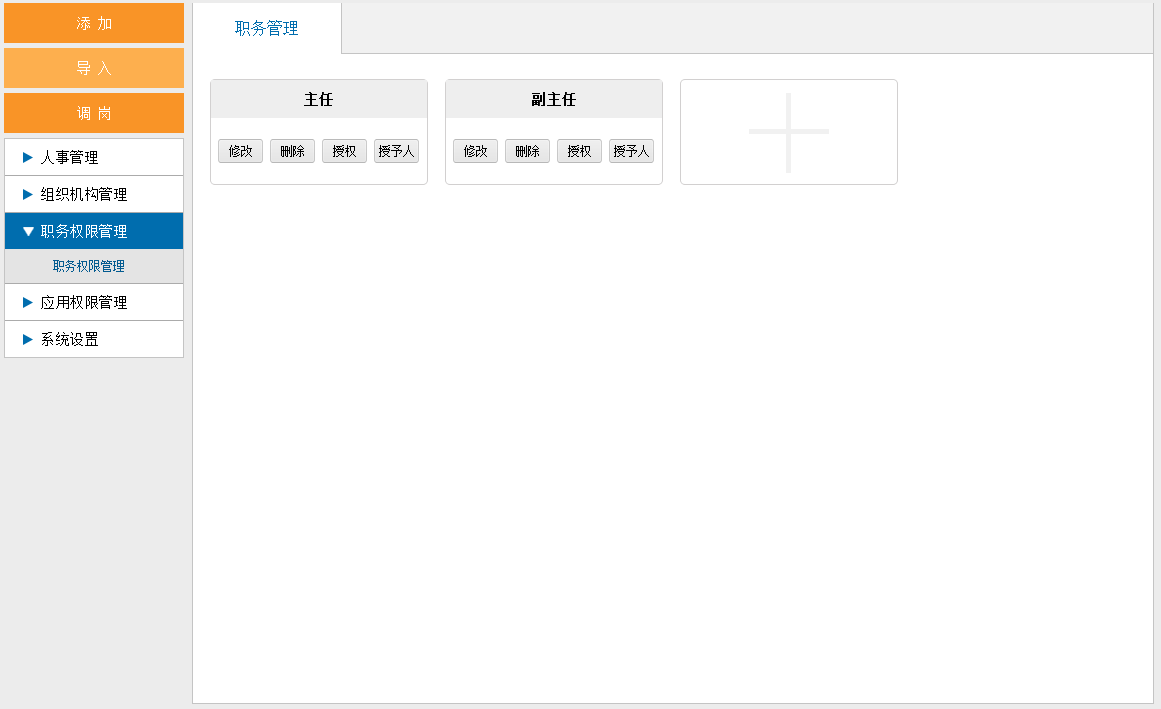 添 加
导 入
调 岗
人事管理
组织机构管理
职务权限管理
职务权限管理
应用权限管理
系统设置
职务管理
主任
修改 删除 授权 授予人
副主任
修改 删除 授权 授予人